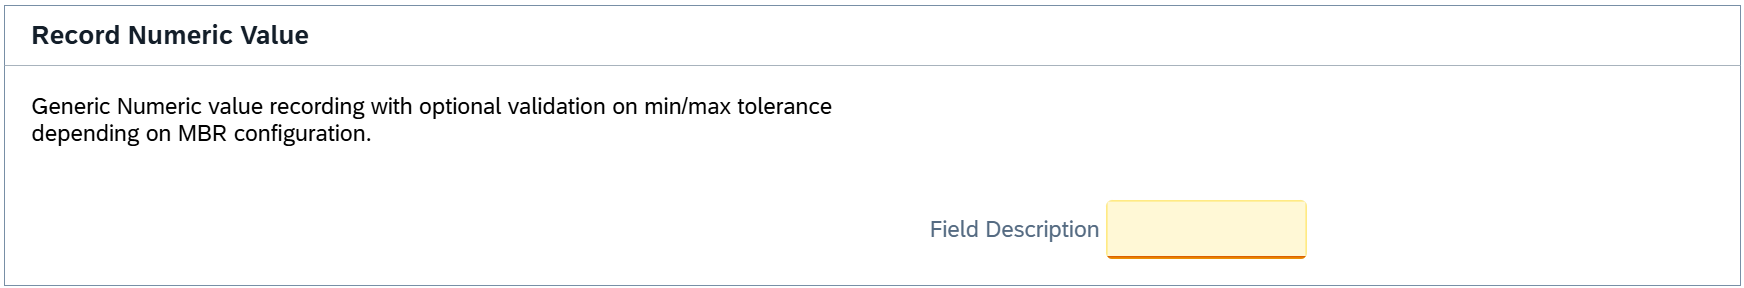 Record Numeric Value
Generic Numeric value recording with optional validation on min/max tolerance
depending on MBR configuration.
Field Description